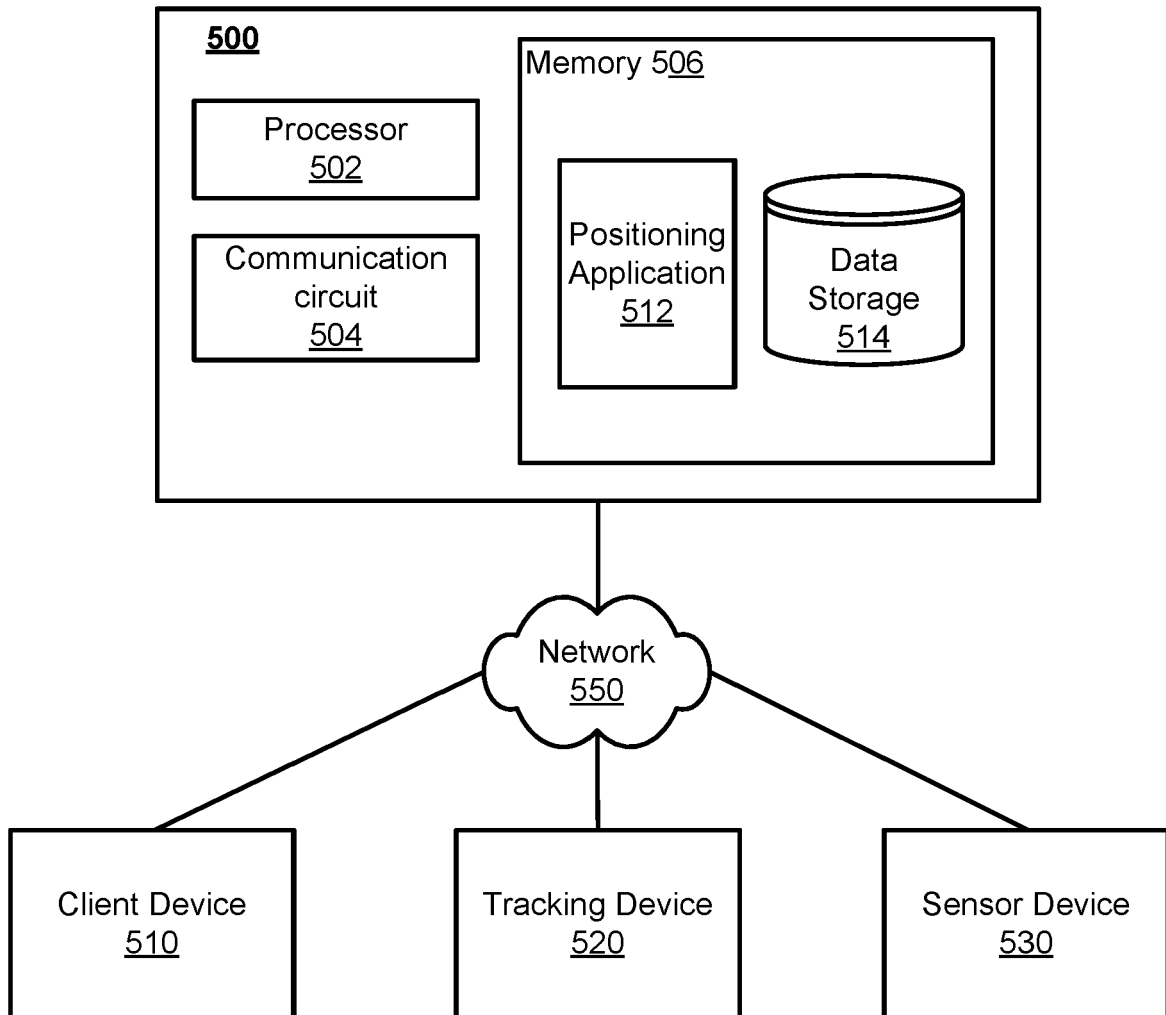 500
Memory 506
Processor
502
Communication
circuit
504
Positioning
Application
512
Data
Storage
514
Network
550
Client Device
510
Tracking Device
520
Sensor Device
530